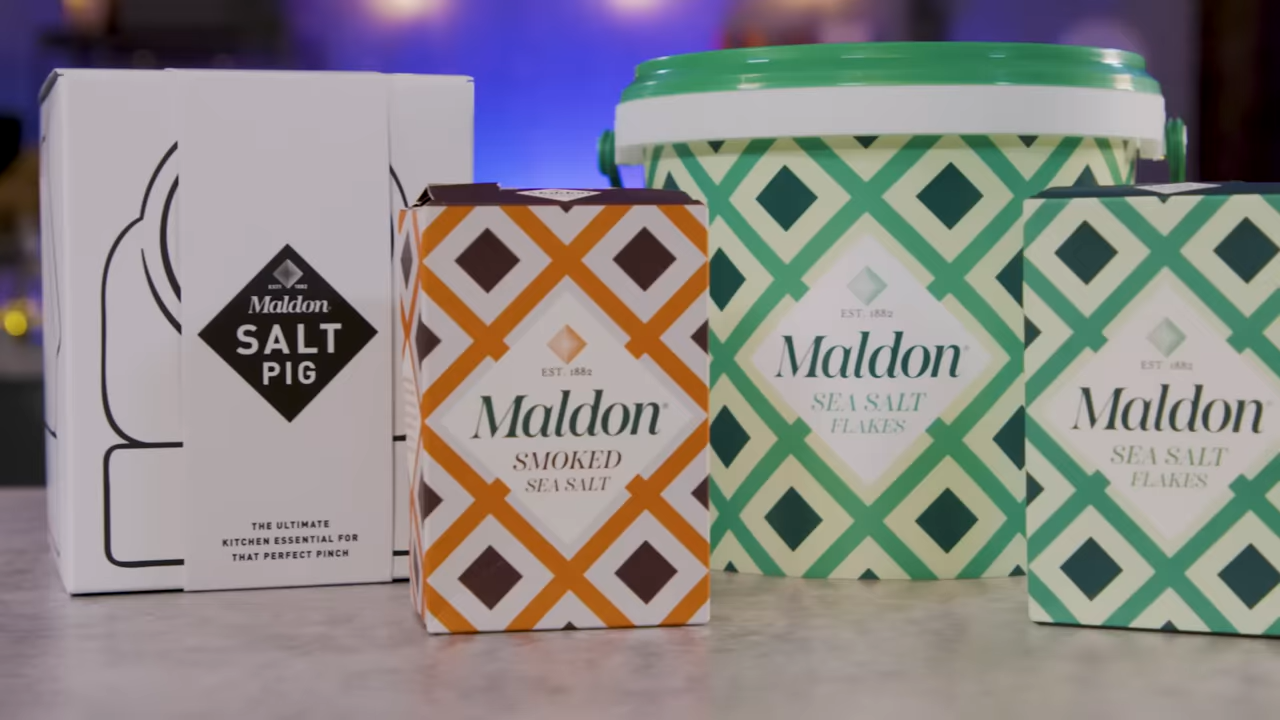 EST. 1882
Maldon
SALT
PIG
THE ULTIMATE
KITCHEN ESSENTIAL FOR
THAT PERFECT PINCH
EST. 1882
Maldon®
SMOKED
SEA SALT
EST. 1882
Maldon®
SEA SALT
FLAKES
EST. 1882
Maldon®
SEA SALT
FLAKES